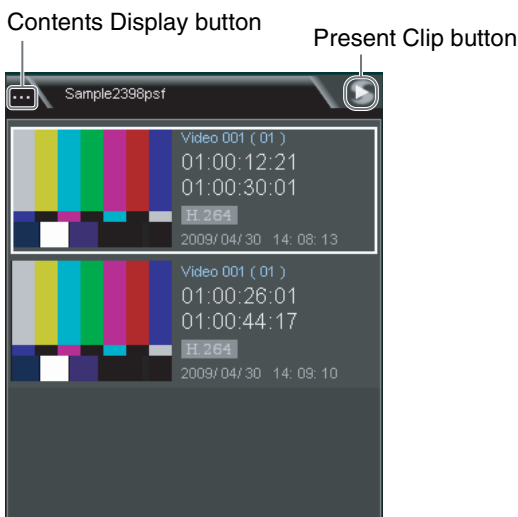 Contents Display button
Present Clip button
... Sample2398psf
Video 001 ( 01 )
01:00:12:21
01:00:30:01
H.264
2009/04/30 14:08:13
Video 001 ( 01 )
01:00:26:01
01:00:44:17
H.264
2009/04/30 14:09:10